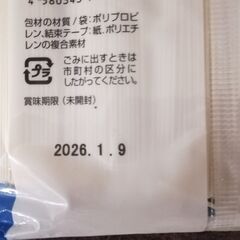 包材の材質/袋:ポリプロピ
レン、結束テープ:紙、ポリエチ
レンの複合素材
プラ
ごみに出すときは
市町村の区分に
したがってください。
賞味期限(未開封)
2026.1.9